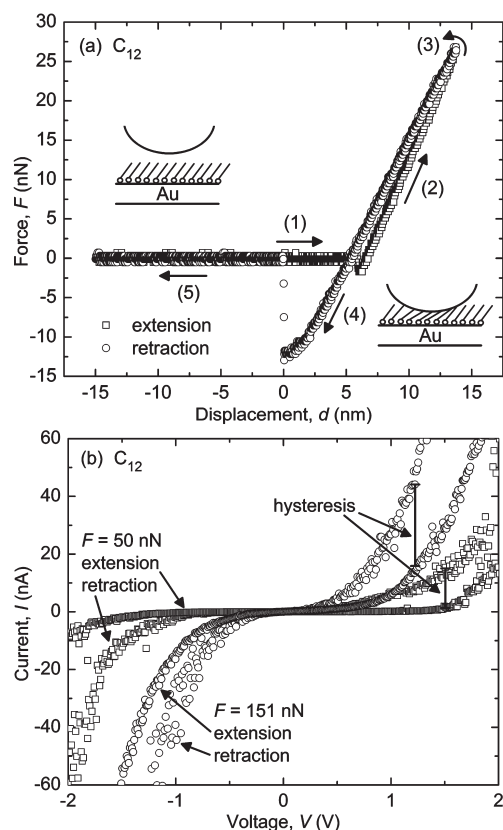 (a) C12
(3)
30
25
20
15
10
5
0
-5
-10
-15
Force, F (nN)
Au
(2)
(1)
(5)
(4)
extension
retraction
Au
-15 -10 -5 0 5 10 15
Displacement, d (nm)
(b) C12
60
40
20
0
-20
-40
-60
Current, I (nA)
hysteresis
F = 50 nN
extension
retraction
F = 151 nN
extension
retraction
-2 -1 0 1 2
Voltage, V (V)